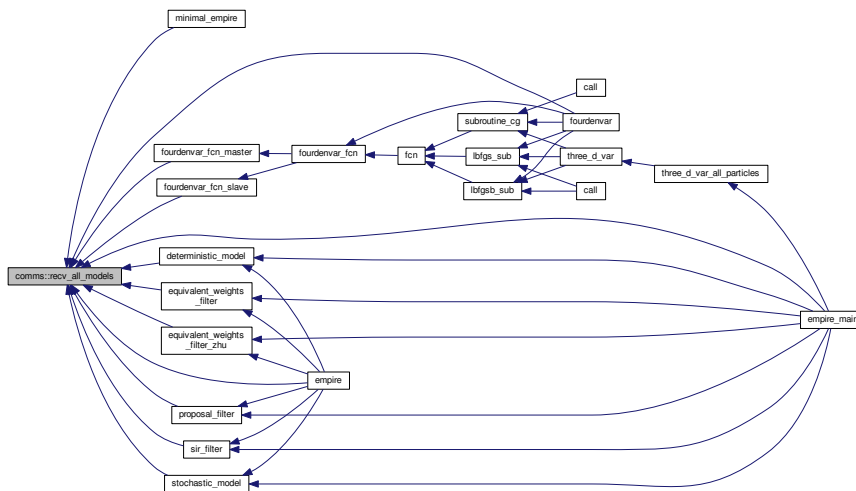 minimal_empire
call
subroutine_cg
fourdenvar
fourdenvar_fcn_master
fourdenvar_fcn
fcn
lbfgs_sub
three_d_var
three_d_var_all_particles
fourdenvar_fcn_slave
lbfgsb_sub
call
deterministic_model
comms::recv_all_models
equivalent_weights
_filter
empire_main
equivalent_weights
_filter_zhu
empire
proposal_filter
sir_filter
stochastic_model